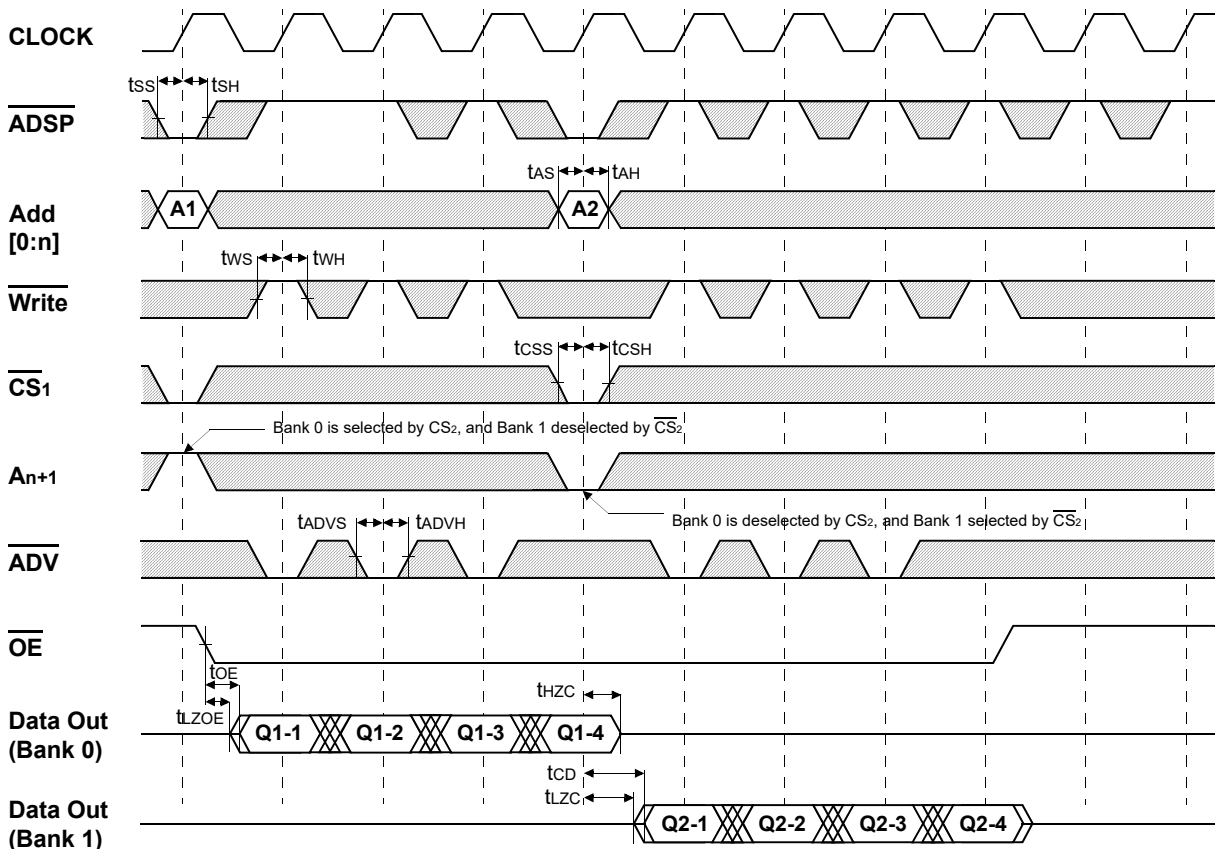 CLOCK
tSS tSH
ADSP
tAS tAH
Add
[0:n]
A1 A2
tWS tWH
Write
tCSS tCSH
CS1
Bank 0 is selected by CS2, and Bank 1 deselected by CS2
An+1
Bank 0 is deselected by CS2, and Bank 1 selected by CS2
tADVS tADVH
ADV
OE
tOE
tHZC
tLZOE
Data Out
(Bank 0)
Q1-1 Q1-2 Q1-3 Q1-4
tCD
tLZC
Data Out
(Bank 1)
Q2-1 Q2-2 Q2-3 Q2-4